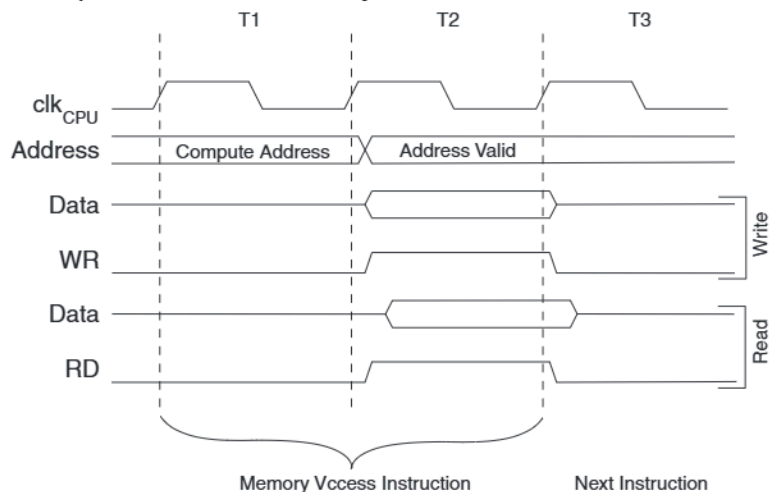 T1 T2 T3
clkCPU
Address Compute Address Address Valid
Data
WR
Write
Data
RD
Read
Memory Vccess Instruction Next Instruction